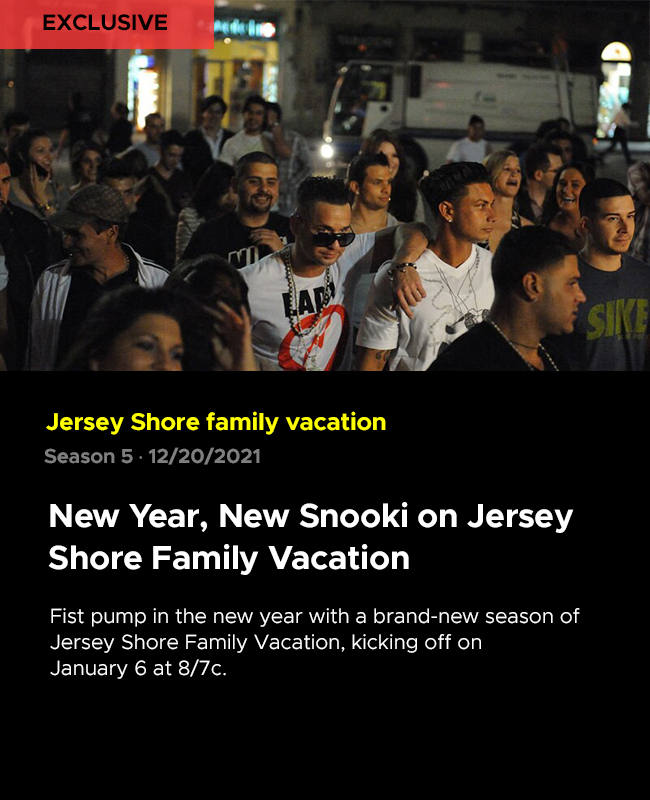 EXCLUSIVE
SIKE
Jersey Shore family vacation
Season 5 · 12/20/2021
New Year, New Snooki on Jersey
Shore Family Vacation
Fist pump in the new year with a brand-new season of
Jersey Shore Family Vacation, kicking off on
January 6 at 8/7c.